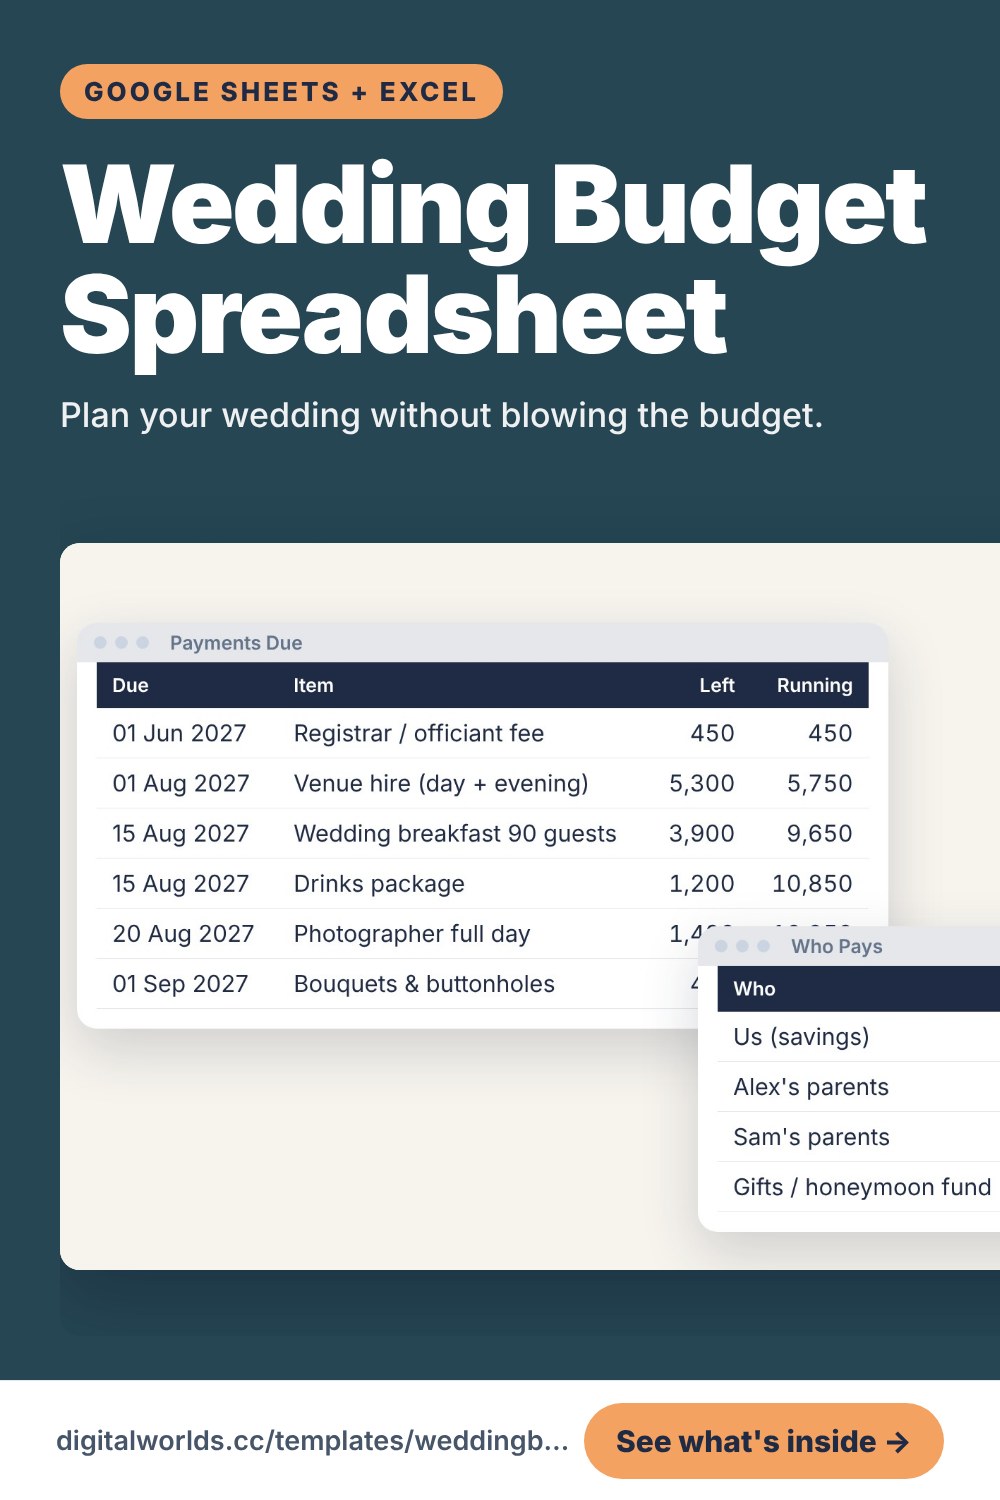 GOOGLE SHEETS + EXCEL
Wedding Budget
Spreadsheet
Plan your wedding without blowing the budget.
Payments Due
Due Item Left Running
01 Jun 2027 Registrar / officiant fee 450 450
01 Aug 2027 Venue hire (day + evening) 5,300 5,750
15 Aug 2027 Wedding breakfast 90 guests 3,900 9,650
15 Aug 2027 Drinks package 1,200 10,850
20 Aug 2027 Photographer full day
01 Sep 2027 Bouquets & buttonholes
Who Pays
Who
Us (savings)
Alex's parents
Sam's parents
Gifts / honeymoon fund
digitalworlds.cc/templates/weddingb...
See what's inside →